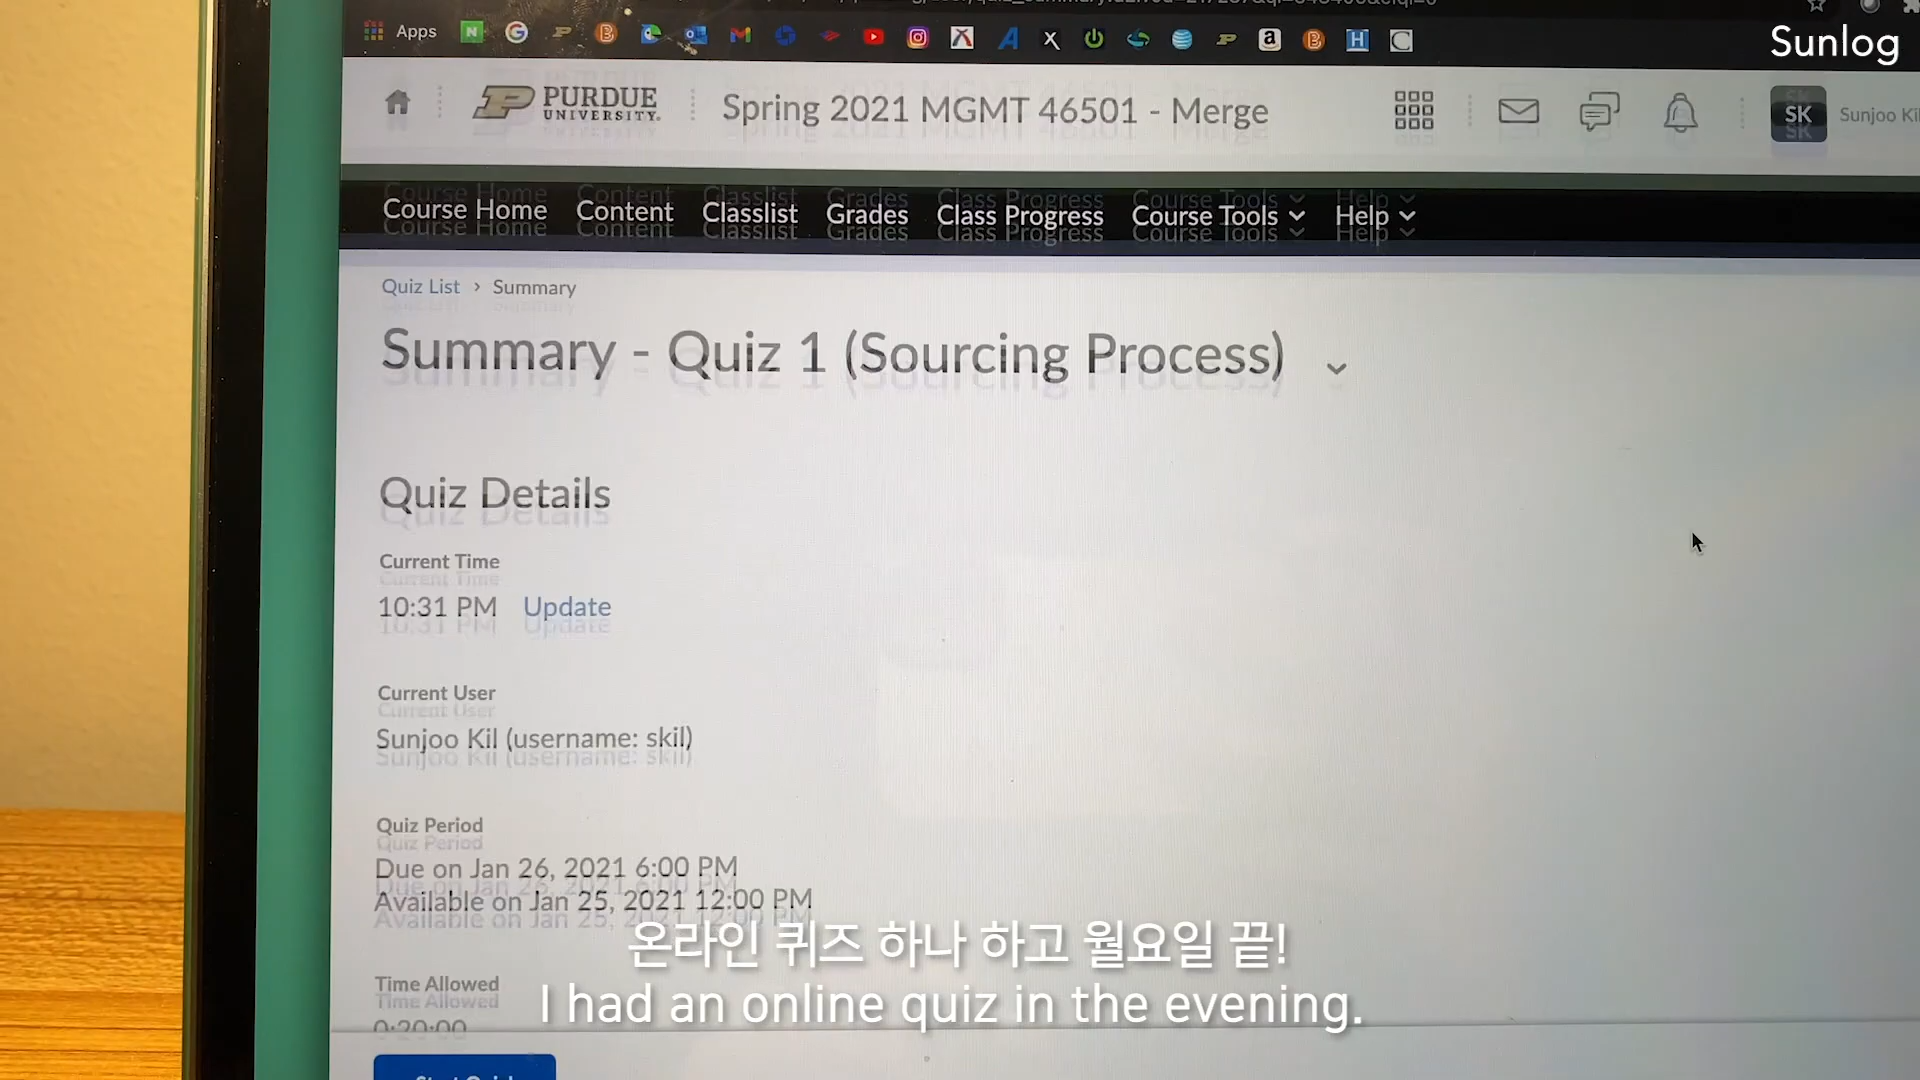 Apps
Sunlog
PURDUE
UNIVERSITY
Spring 2021 MGMT 46501 - Merge
SK
Sunjoo Kil
Course Home Content Classlist Grades Class Progress Course Tools Help
Quiz List › Summary
Summary - Quiz 1 (Sourcing Process)
Quiz Details
Current Time
10:31 PM Update
Current User
Sunjoo Kil (username: skil)
Quiz Period
Due on Jan 26, 2021 6:00 PM
Available on Jan 25, 2021 12:00 PM
온라인 퀴즈 하나 하고 월요일 끝!
Time Allowed
I had an online quiz in the evening.
0:20:00